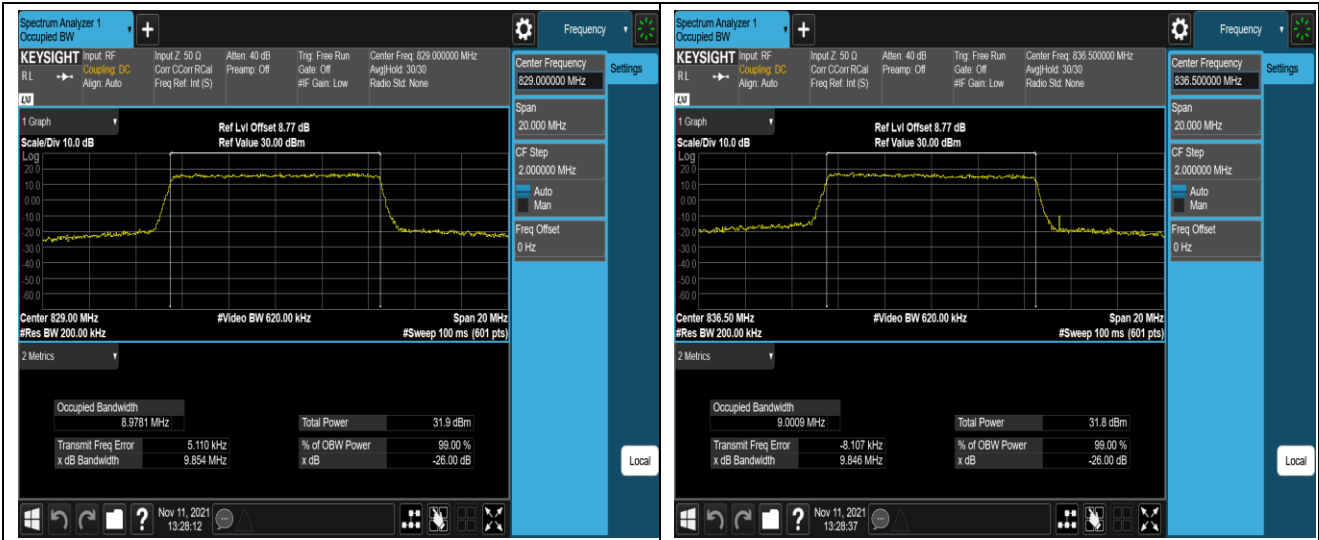 Spectrum Analyzer 1
Occupied BW
Frequency
KEYSIGHT
R L
LXI
Input: RF
Coupling: DC
Align: Auto
Input Z: 50 Ω
Corr CCorr RCal
Freq Ref: Int (S)
Atten: 40 dB
Preamp: Off
Trig: Free Run
Gate: Off
#IF Gain: Low
Center Freq: 829.000000 MHz
Avg|Hold: 30/30
Radio Std: None
Center Frequency
829.000000 MHz
Settings
Span
20.000 MHz
CF Step
2.000000 MHz
Auto
Man
Freq Offset
0 Hz
Local
1 Graph
Scale/Div 10.0 dB
Ref Lvl Offset 8.77 dB
Ref Value 30.00 dBm
Log
20.0
10.0
0.00
-10.0
-20.0
-30.0
-40.0
-50.0
-60.0
Center 829.00 MHz
#Video BW 620.00 kHz
Span 20 MHz
#Res BW 200.00 kHz
#Sweep 100 ms (601 pts)
2 Metrics
Occupied Bandwidth
8.9781 MHz
Total Power 31.9 dBm
Transmit Freq Error 5.110 kHz
% of OBW Power 99.00 %
x dB Bandwidth 9.854 MHz
x dB -26.00 dB
?
Nov 11, 2021
13:28:12
Spectrum Analyzer 1
Occupied BW
Frequency
KEYSIGHT
R L
LXI
Input: RF
Coupling: DC
Align: Auto
Input Z: 50 Ω
Corr CCorr RCal
Freq Ref: Int (S)
Atten: 40 dB
Preamp: Off
Trig: Free Run
Gate: Off
#IF Gain: Low
Center Freq: 836.500000 MHz
Avg|Hold: 30/30
Radio Std: None
Center Frequency
836.500000 MHz
Settings
Span
20.000 MHz
CF Step
2.000000 MHz
Auto
Man
Freq Offset
0 Hz
Local
1 Graph
Scale/Div 10.0 dB
Ref Lvl Offset 8.77 dB
Ref Value 30.00 dBm
Log
20.0
10.0
0.00
-10.0
-20.0
-30.0
-40.0
-50.0
-60.0
Center 836.50 MHz
#Video BW 620.00 kHz
Span 20 MHz
#Res BW 200.00 kHz
#Sweep 100 ms (601 pts)
2 Metrics
Occupied Bandwidth
9.0009 MHz
Total Power 31.8 dBm
Transmit Freq Error -8.107 kHz
% of OBW Power 99.00 %
x dB Bandwidth 9.846 MHz
x dB -26.00 dB
?
Nov 11, 2021
13:28:37